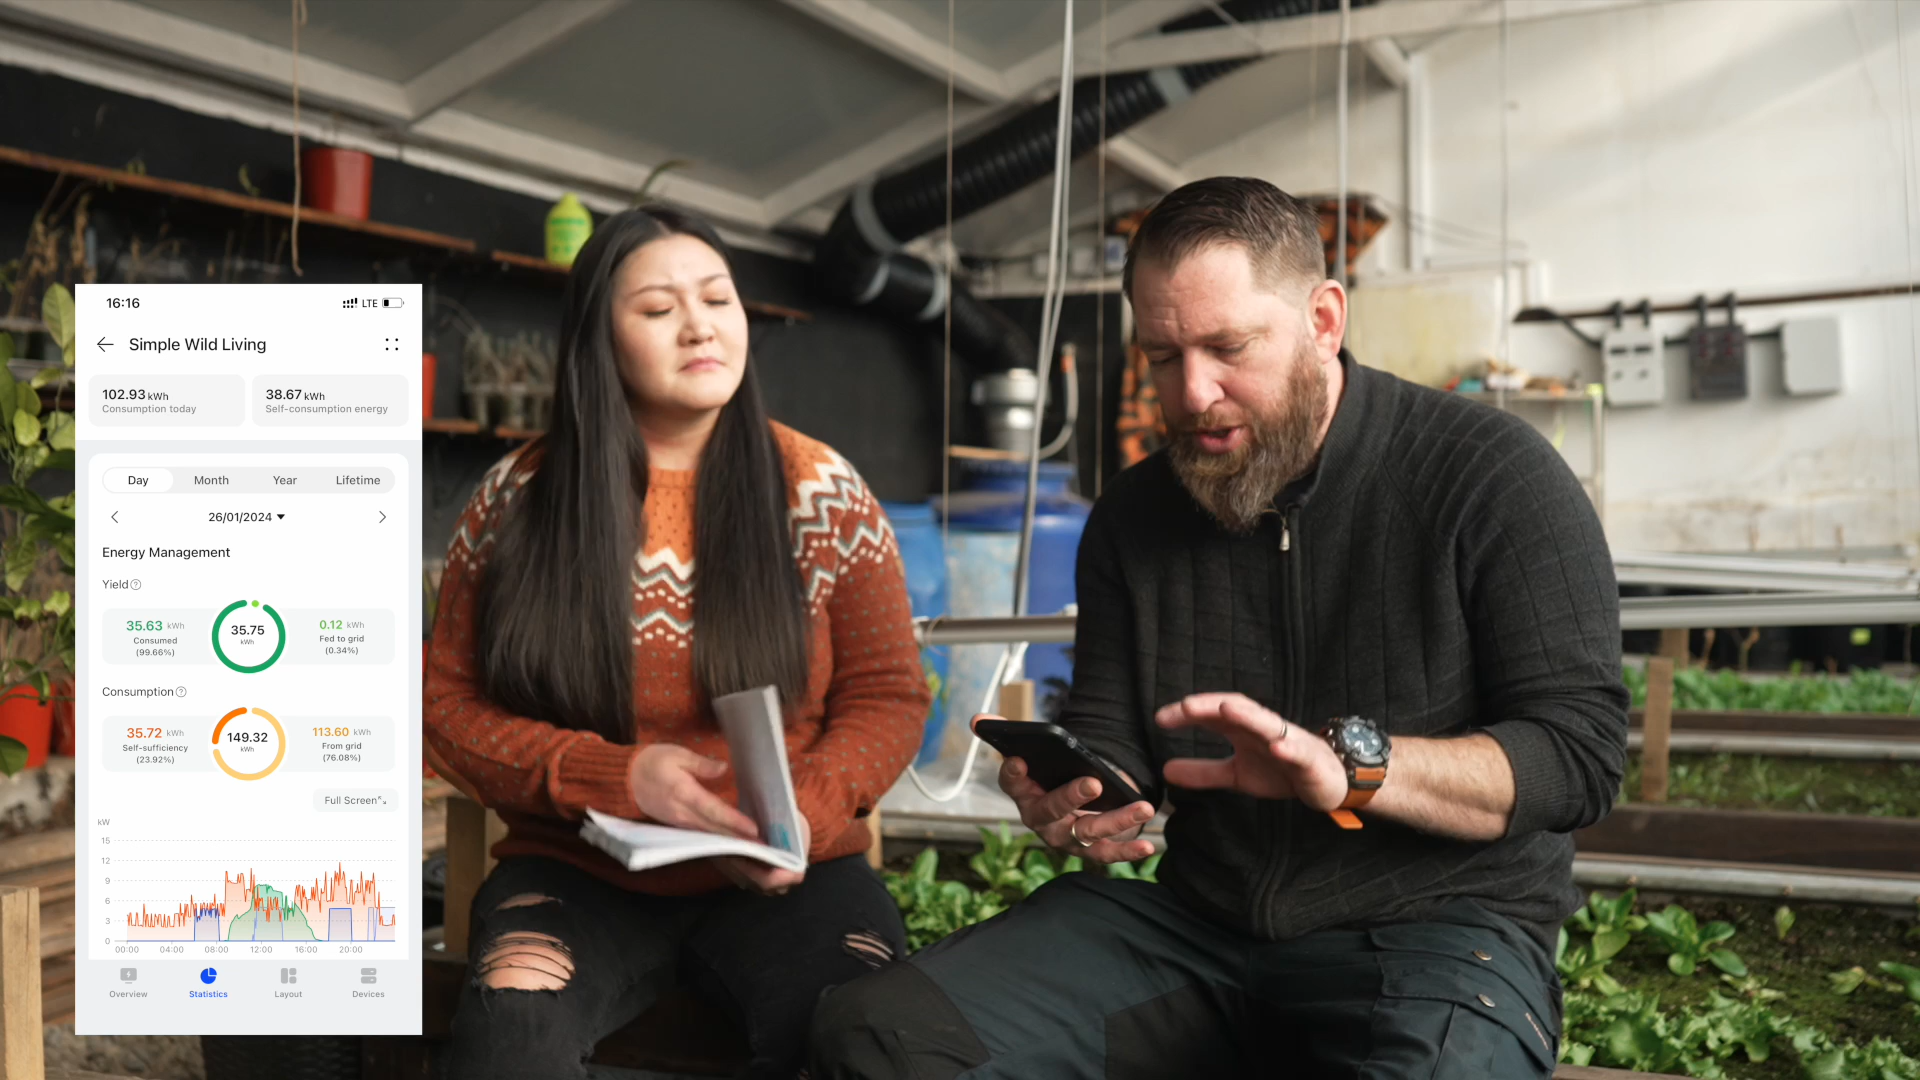 16:16 LTE
Simple Wild Living
102.93 kWh
Consumption today
38.67 kWh
Self-consumption energy
Day Month Year Lifetime
26/01/2024
Energy Management
Yield ?
35.63 kWh
Consumed
(99.66%)
35.75
kWh
0.12 kWh
Fed to grid
(0.34%)
Consumption ?
35.72 kWh
Self-sufficiency
(23.92%)
149.32
kWh
113.60 kWh
From grid
(76.08%)
Full Screen
kW
15
12
9
6
3
0
00:00 04:00 08:00 12:00 16:00 20:00
Overview Statistics Layout Devices